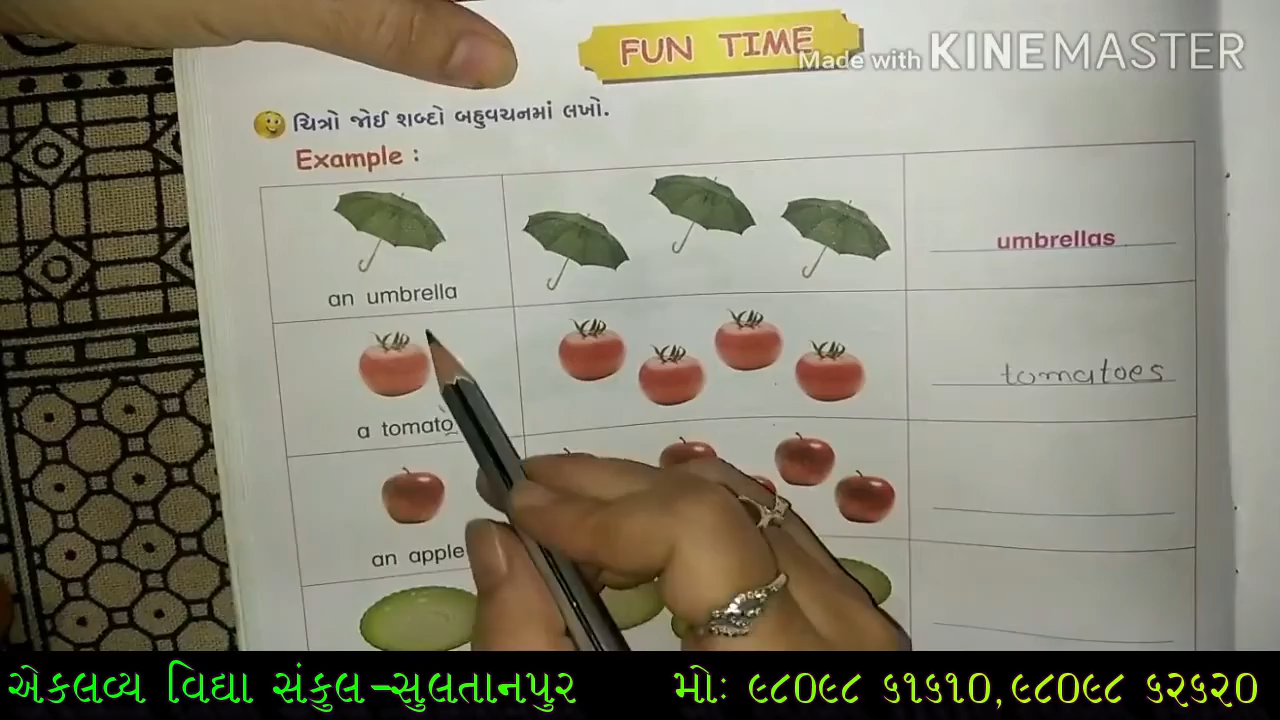 FUN TIME
Made with KINEMASTER
ચિત્રો જોઈ શબ્દો બહુવચનમાં લખો.
Example :
umbrellas
an umbrella
tomatoes
a tomato
an apple
એકલવ્ય વિદ્યા સંકુલ-સુલતાનપુર મોઃ ૯૮૦૯૮ ૬૧૬૧૦,૯૮૦૯૮ ૬૨૬૨૦